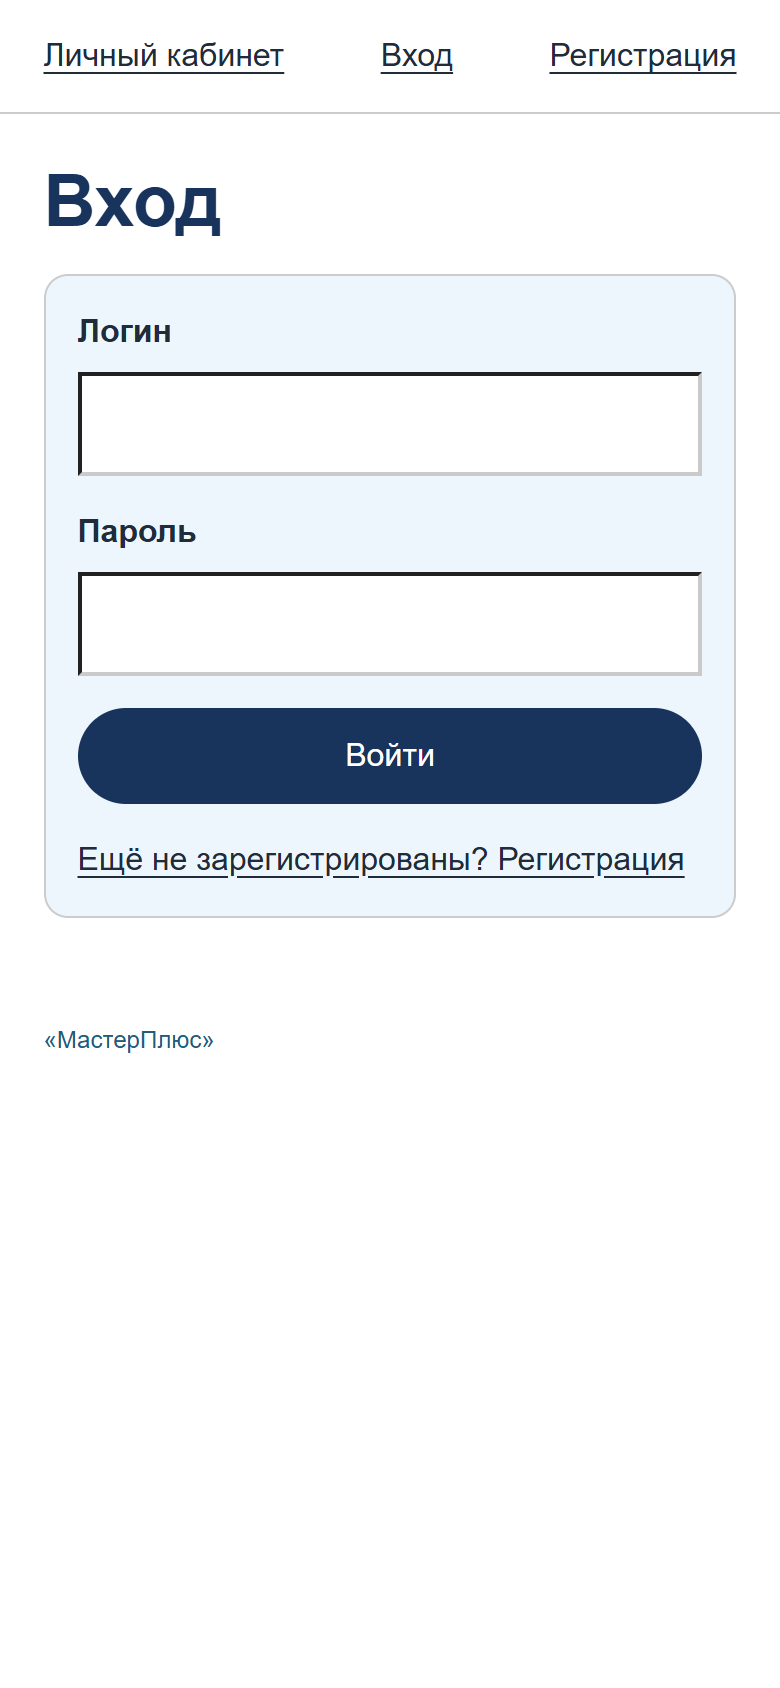 Личный кабинет Вход Регистрация
Вход
Логин
Пароль
Войти
Ещё не зарегистрированы? Регистрация
«МастерПлюс»